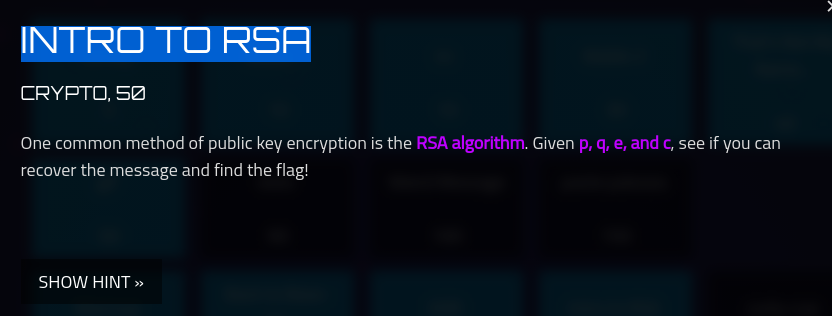 INTRO TO RSA
CRYPTO, 50
One common method of public key encryption is the RSA algorithm. Given p, q, e, and c, see if you can
recover the message and find the flag!
SHOW HINT »